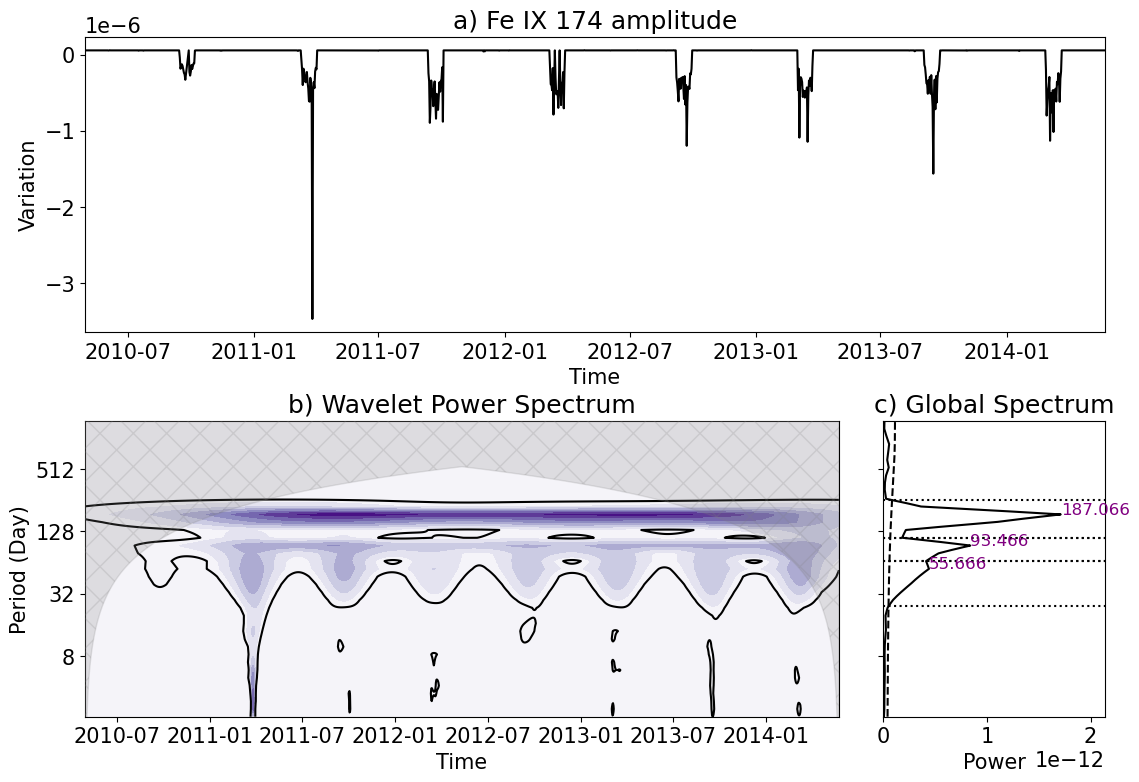 a) Fe IX 174 amplitude
1e−6
0
−1
−2
−3
Variation
2010-07 2011-01 2011-07 2012-01 2012-07 2013-01 2013-07 2014-01
Time
b) Wavelet Power Spectrum
512
128
32
8
Period (Day)
2010-07 2011-01 2011-07 2012-01 2012-07 2013-01 2013-07 2014-01
Time
c) Global Spectrum
187.066
93.466
55.666
0 1 2
Power 1e−12